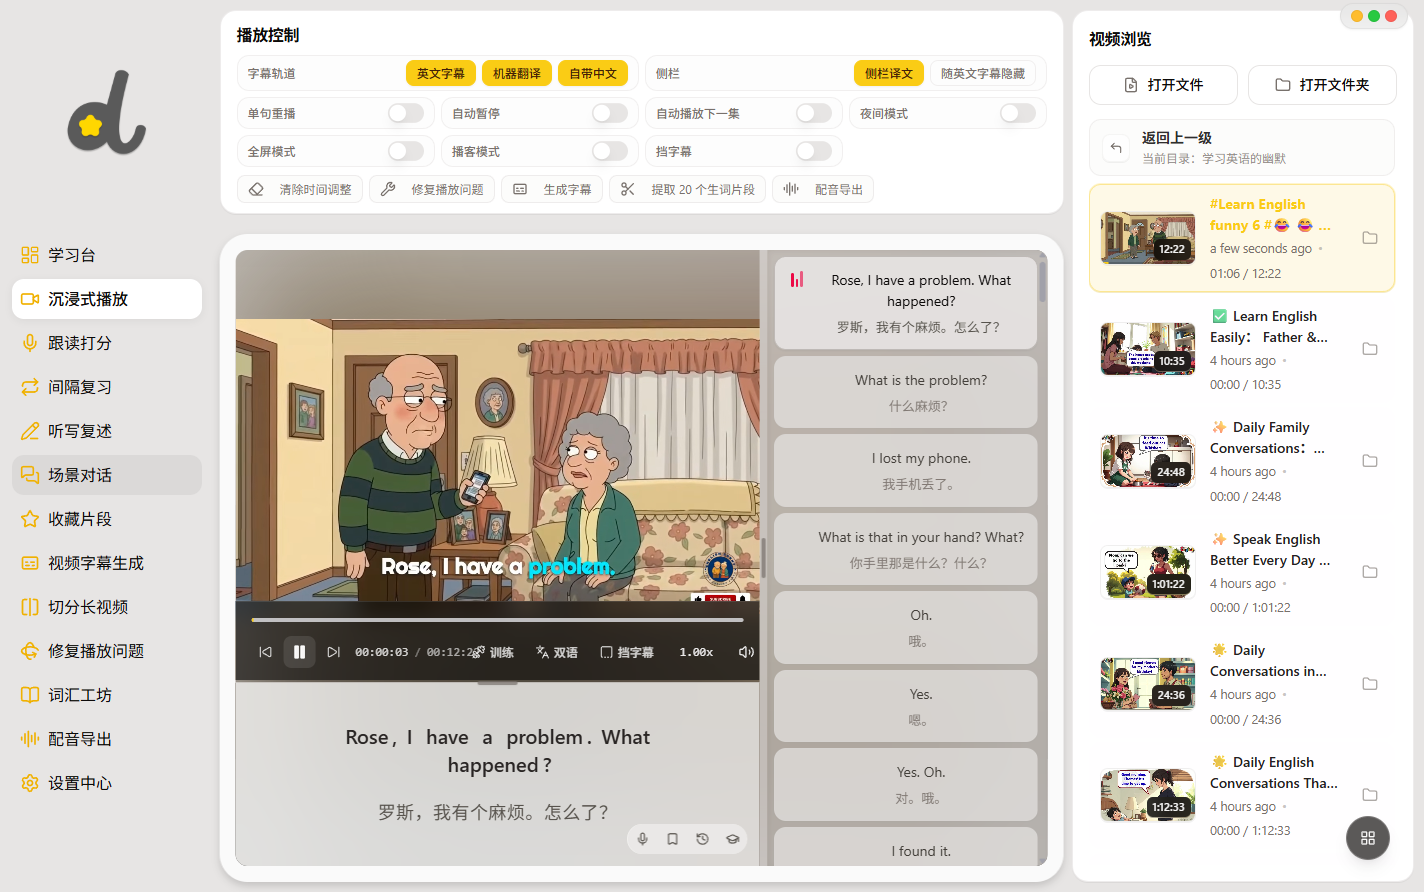 学习台
沉浸式播放
跟读打分
间隔复习
听写复述
场景对话
收藏片段
视频字幕生成
切分长视频
修复播放问题
词汇工坊
配音导出
设置中心
播放控制
字幕轨道 英文字幕 机器翻译 自带中文 侧栏 侧栏译文 随英文字幕隐藏
单句重播 自动暂停 自动播放下一集 夜间模式
全屏模式 播客模式 挡字幕
清除时间调整 修复播放问题 生成字幕 提取 20 个生词片段 配音导出
Rose, I have a problem.
SUBSCRIBE
00:00:03 / 00:12:2 训练 双语 挡字幕 1.00x
Rose, I have a problem. What
happened?
罗斯，我有个麻烦。怎么了？
Rose, I have a problem. What
happened?
罗斯，我有个麻烦。怎么了？
What is the problem?
什么麻烦？
I lost my phone.
我手机丢了。
What is that in your hand? What?
你手里那是什么？什么？
Oh.
哦。
Yes.
嗯。
Yes. Oh.
对。哦。
I found it.
视频浏览
打开文件 打开文件夹
返回上一级
当前目录：学习英语的幽默
#Learn English
funny 6 #😂 😂 ...
a few seconds ago •
01:06 / 12:22
12:22
✅ Learn English
Easily： Father &...
4 hours ago •
00:00 / 10:35
10:35
✨ Daily Family
Conversations： ...
4 hours ago •
00:00 / 24:48
24:48
✨ Speak English
Better Every Day ...
4 hours ago •
00:00 / 1:01:22
1:01:22
☀️ Daily
Conversations in...
4 hours ago •
00:00 / 24:36
24:36
☀️ Daily English
Conversations Tha...
4 hours ago •
00:00 / 1:12:33
1:12:33